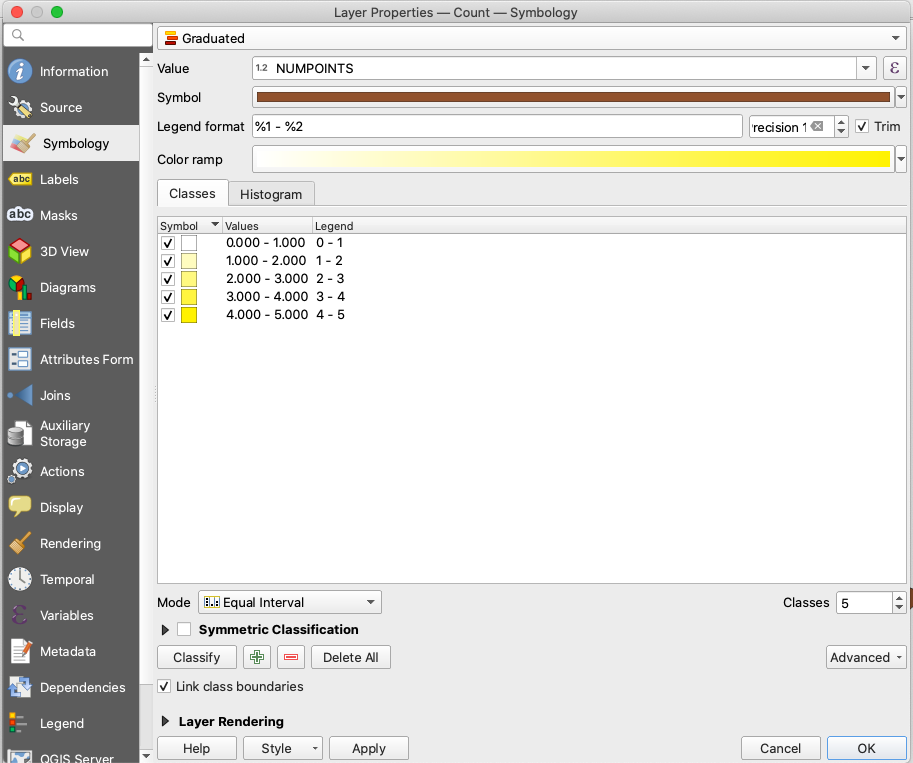 Layer Properties — Count — Symbology
Information
Source
Symbology
Labels
Masks
3D View
Diagrams
Fields
Attributes Form
Joins
Auxiliary
Storage
Actions
Display
Rendering
Temporal
Variables
Metadata
Dependencies
Legend
QGIS Server
abc
abc
Graduated
Value
1.2 NUMPOINTS
ε
Symbol
Legend format
%1 - %2
recision 1
Trim
Color ramp
Classes
Histogram
Symbol Values Legend
0.000 - 1.000 0 - 1
1.000 - 2.000 1 - 2
2.000 - 3.000 2 - 3
3.000 - 4.000 3 - 4
4.000 - 5.000 4 - 5
Mode
Equal Interval
Classes
5
Symmetric Classification
Classify
Delete All
Advanced
Link class boundaries
Layer Rendering
Help
Style
Apply
Cancel
OK